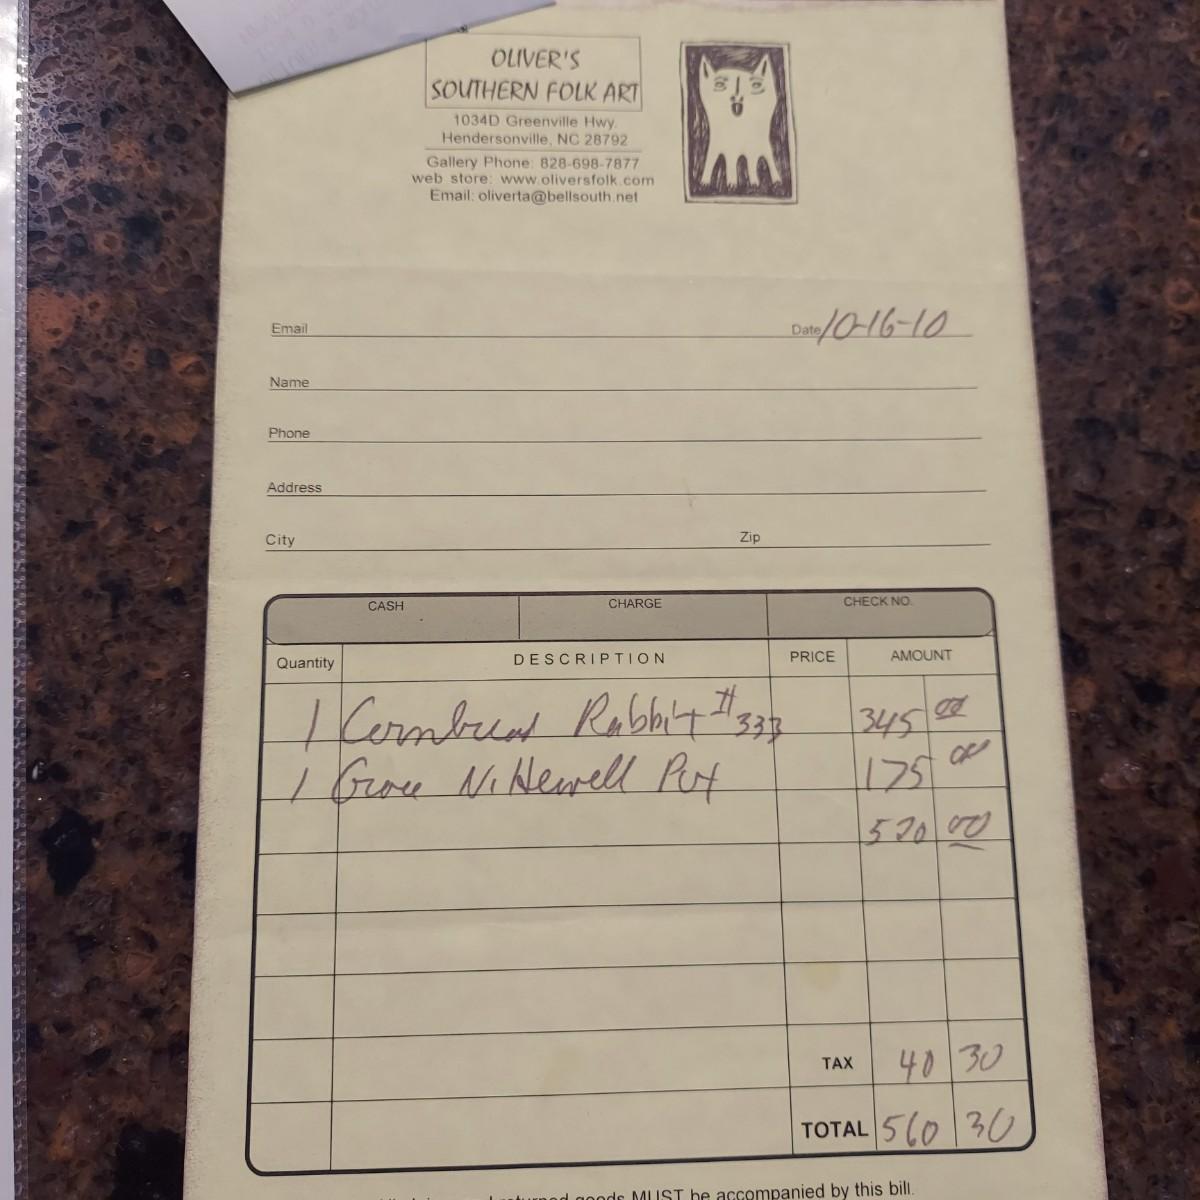 OLIVER'S
SOUTHERN FOLK ART
1034D Greenville Hwy.
Hendersonville, NC 28792
Gallery Phone: 828-698-7877
web store: www.oliversfolk.com
Email: oliverta@bellsouth.net
Email Date 10-16-10
Name
Phone
Address
City Zip
CASH CHARGE CHECK NO.
Quantity DESCRIPTION PRICE AMOUNT
1 Cornbread Rabbit #333 345 00
1 Grace N. Hewell Pot 175 00
520 00
TAX 40 30
TOTAL 560 30
returned goods MUST be accompanied by this bill.